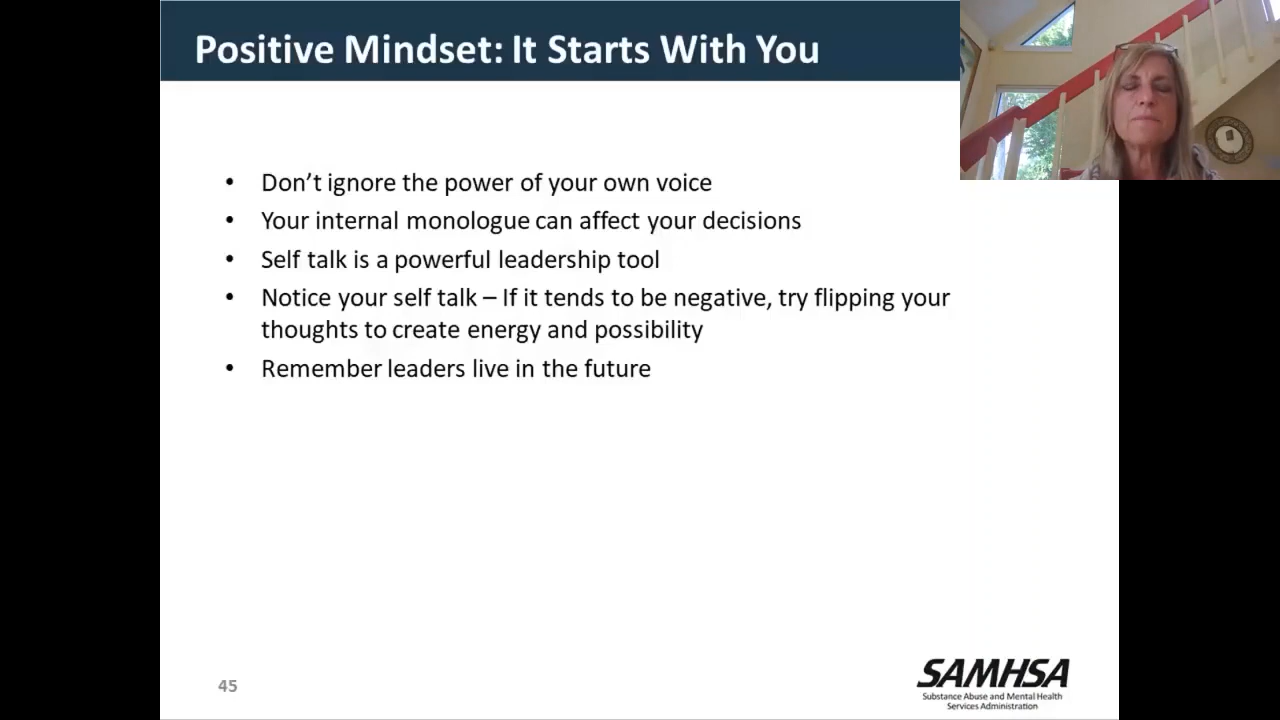 Positive Mindset: It Starts With You
• Don’t ignore the power of your own voice
• Your internal monologue can affect your decisions
• Self talk is a powerful leadership tool
• Notice your self talk – If it tends to be negative, try flipping your
thoughts to create energy and possibility
• Remember leaders live in the future
45
SAMHSA
Substance Abuse and Mental Health
Services Administration